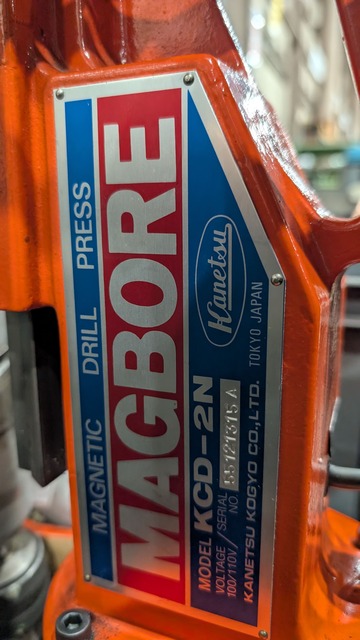 MAGNETIC DRILL PRESS
MAGBORE
Kanetsu
TOKYO JAPAN
MODEL KCD-2N
VOLTAGE 100/110V
SERIAL NO. 55121315 A
KANETSU KOGYO CO., LTD.